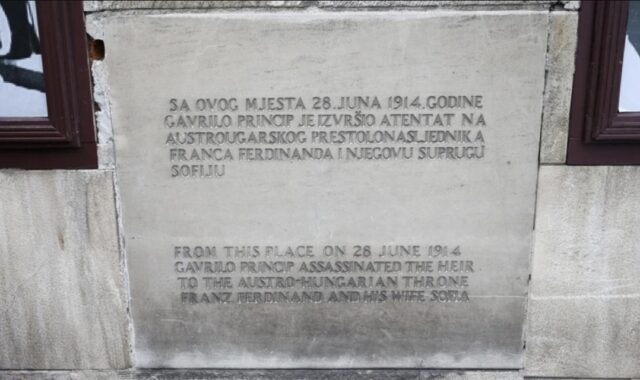 SA OVOG MJESTA 28. JUNA 1914. GODINE
GAVRILO PRINCIP JE IZVRŠIO ATENTAT NA
AUSTROUGARSKOG PRESTOLONASLJEDNIKA
FRANCA FERDINANDA I NJEGOVU SUPRUGU
SOFIJU
FROM THIS PLACE ON 28 JUNE 1914
GAVRILO PRINCIP ASSASSINATED THE HEIR
TO THE AUSTRO-HUNGARIAN THRONE
FRANZ FERDINAND AND HIS WIFE SOFIA